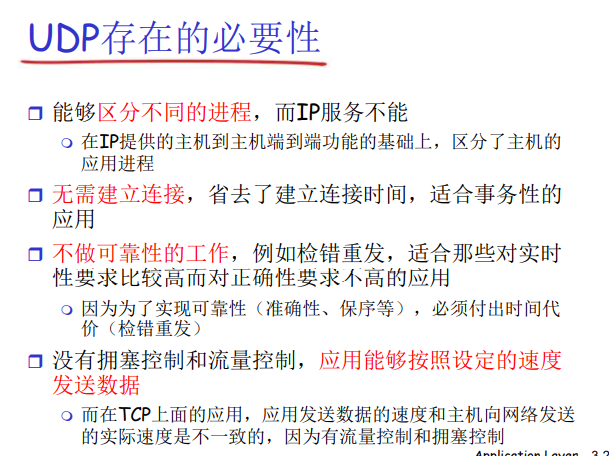 UDP存在的必要性
能够区分不同的进程，而IP服务不能
在IP提供的主机到主机端到端功能的基础上，区分了主机的
应用进程
无需建立连接，省去了建立连接时间，适合事务性的
应用
不做可靠性的工作，例如检错重发，适合那些对实时
性要求比较高而对正确性要求不高的应用
因为为了实现可靠性（准确性、保序等），必须付出时间代
价（检错重发）
没有拥塞控制和流量控制，应用能够按照设定的速度
发送数据
而在TCP上面的应用，应用发送数据的速度和主机向网络发送
的实际速度是不一致的，因为有流量控制和拥塞控制
Application Layer